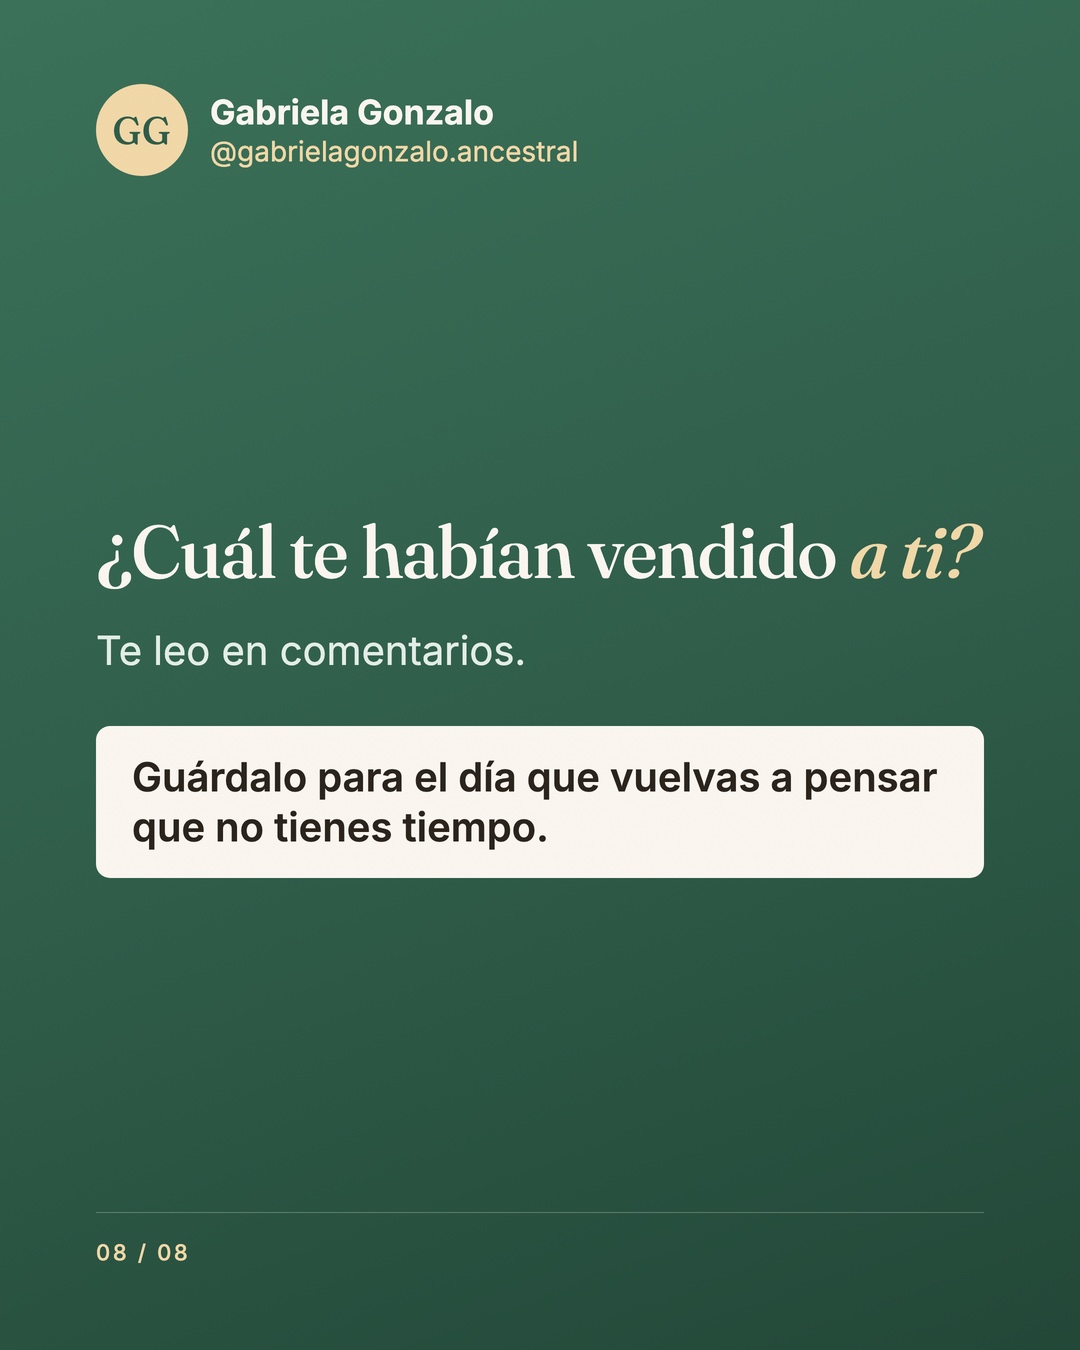 GG
Gabriela Gonzalo
@gabrielagonzalo.ancestral
¿Cuál te habían vendido a ti?
Te leo en comentarios.
Guárdalo para el día que vuelvas a pensar
que no tienes tiempo.
08 / 08